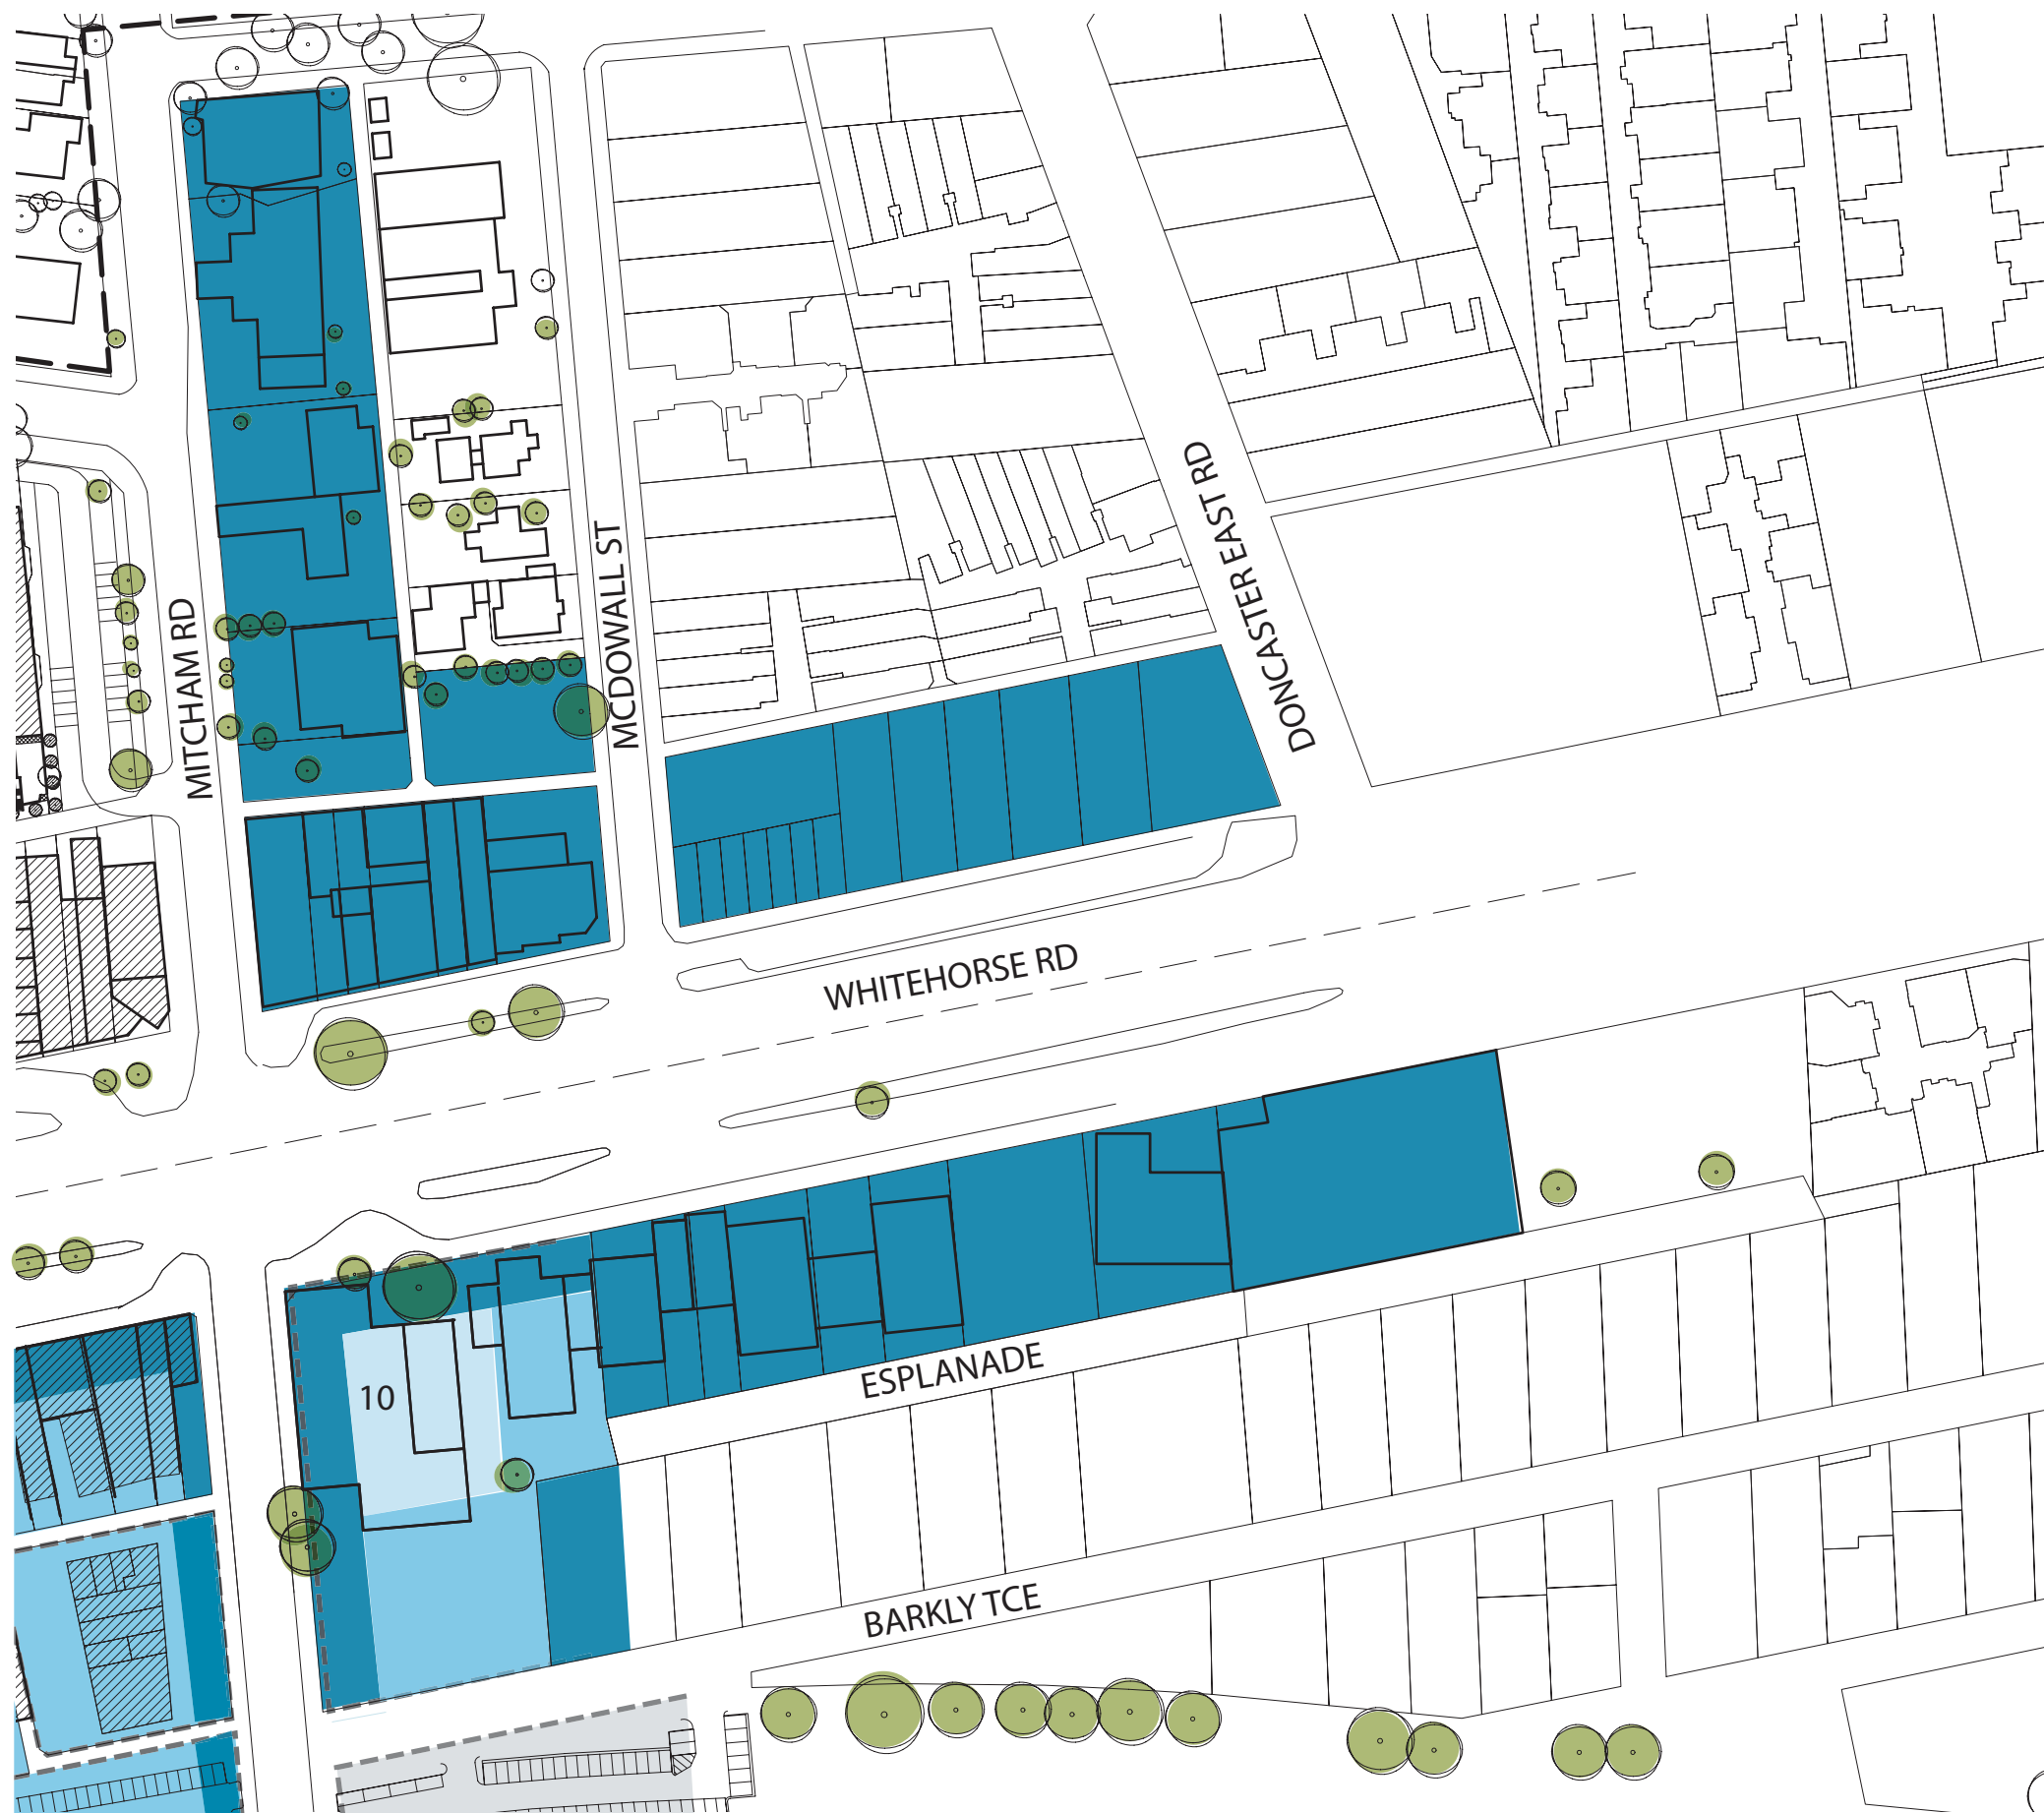 DONCASTER EAST RD
MCDOWALL ST
MITCHAM RD
WHITEHORSE RD
ESPLANADE
10
BARKLY TCE